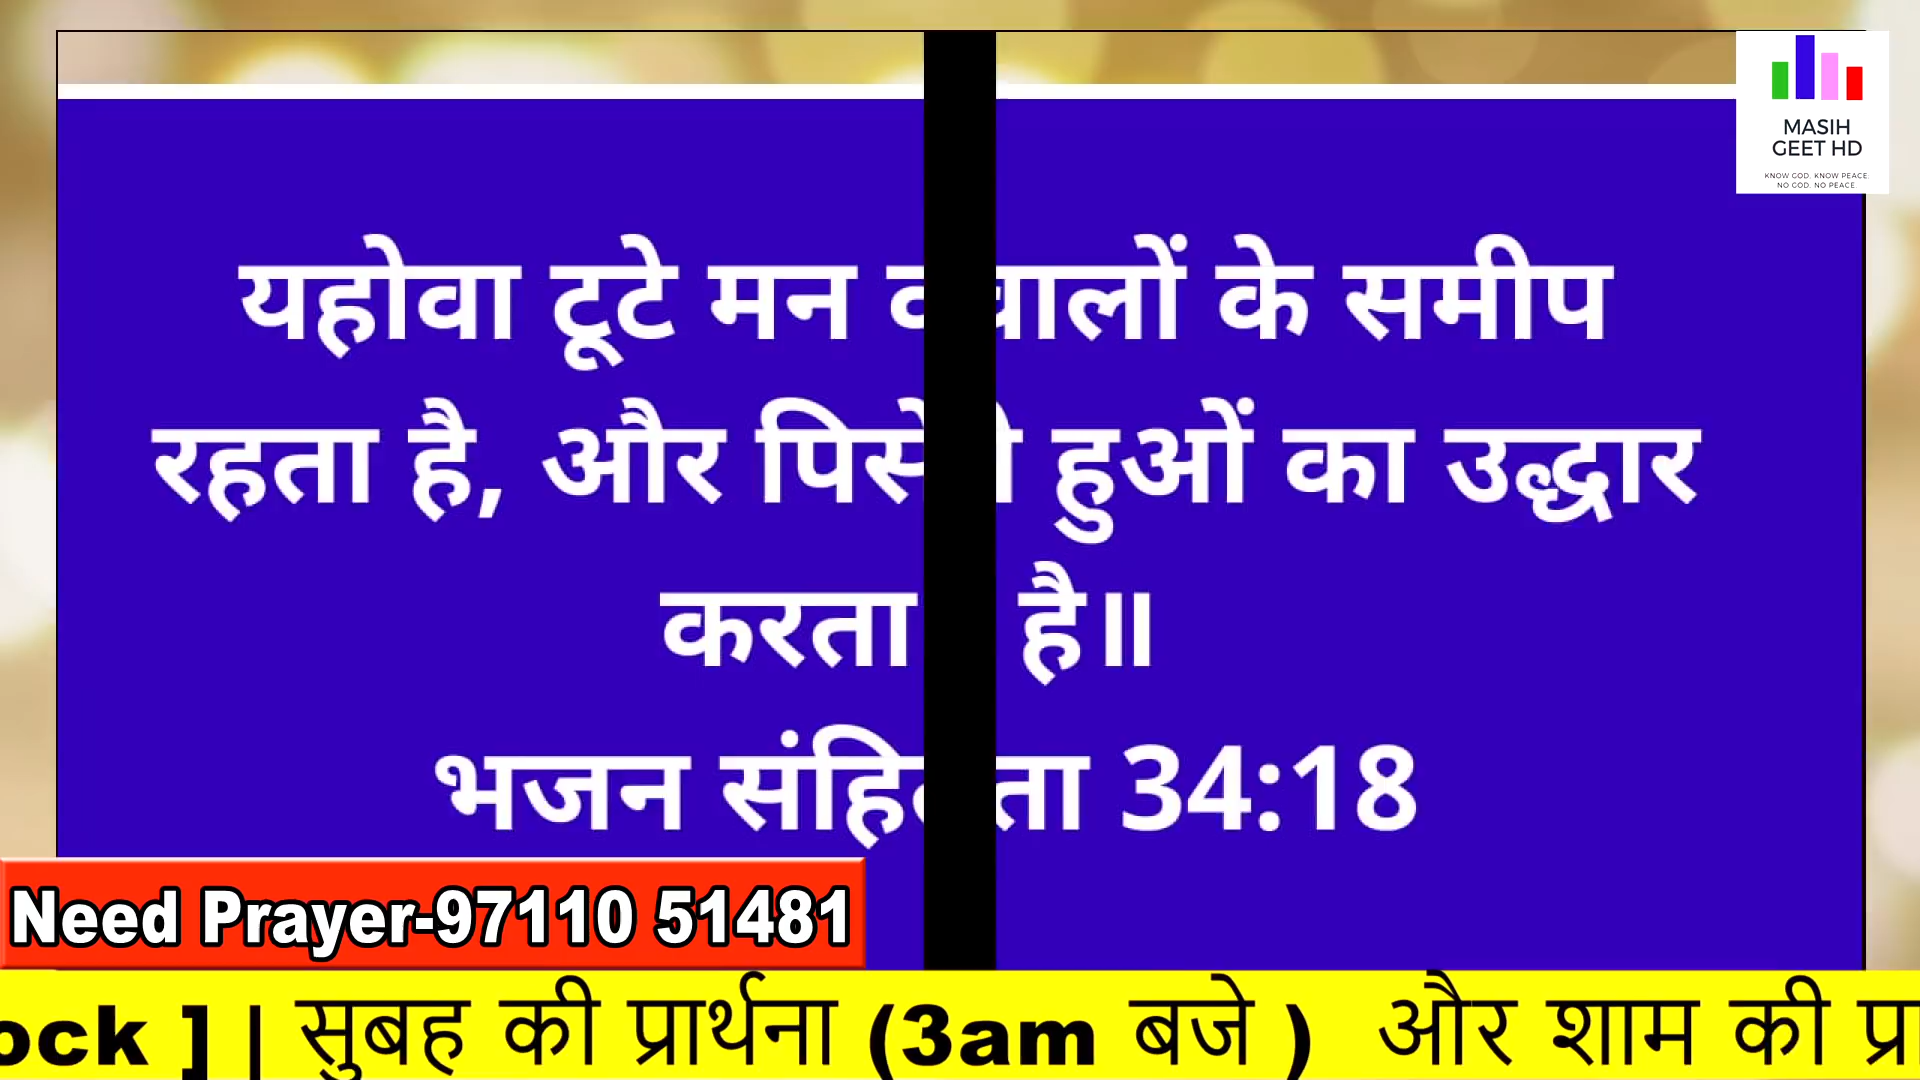 MASIH
GEET HD
KNOW GOD. KNOW PEACE.
NO GOD. NO PEACE.
यहोवा टूटे मन वालों के समीप
रहता है, और पिसे हुओं का उद्धार
करता है॥
भजन संहिता 34:18
Need Prayer-97110 51481
ock ] | सुबह की प्रार्थना (3am बजे ) और शाम की प्रा